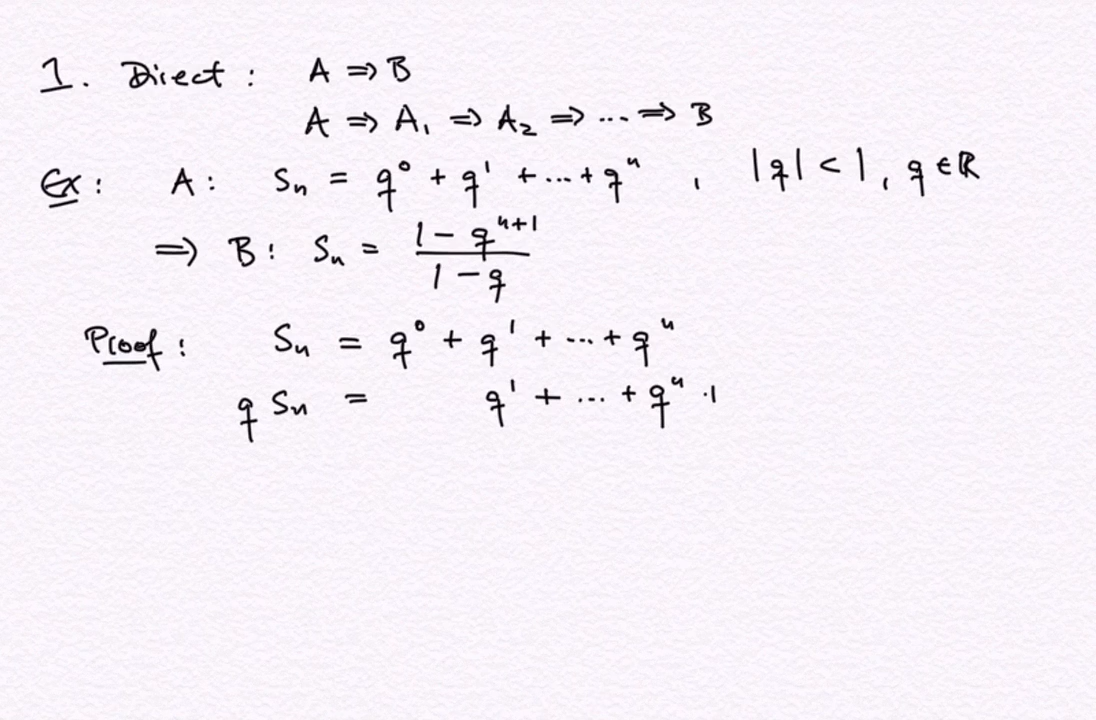 1. Direct: A ⇒ B
A ⇒ A₁ ⇒ A₂ ⇒ ... ⇒ B
Ex: A: Sₙ = q⁰ + q¹ + ... + qⁿ , |q| < 1, q ∈ ℝ
⇒ B: Sₙ = (1 - qⁿ⁺¹)/(1 - q)
Proof: Sₙ = q⁰ + q¹ + ... + qⁿ
q Sₙ = q¹ + ... + qⁿ